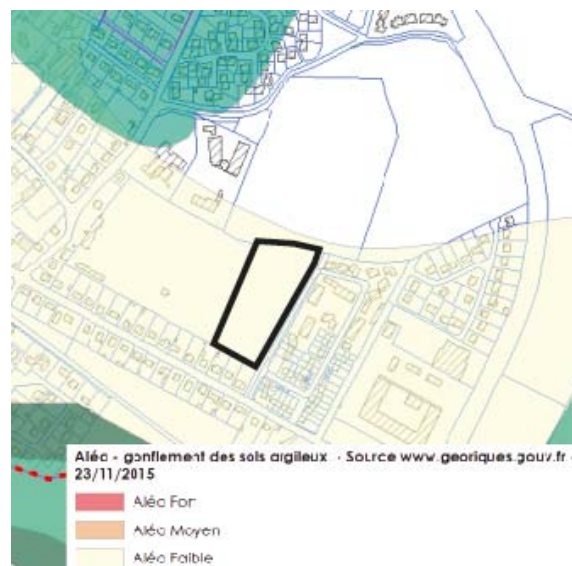 Aléa - gonflement des sols argileux - Source www.georiques.gouv.fr -
23/11/2015
Aléa Fort
Aléa Moyen
Aléa Faible